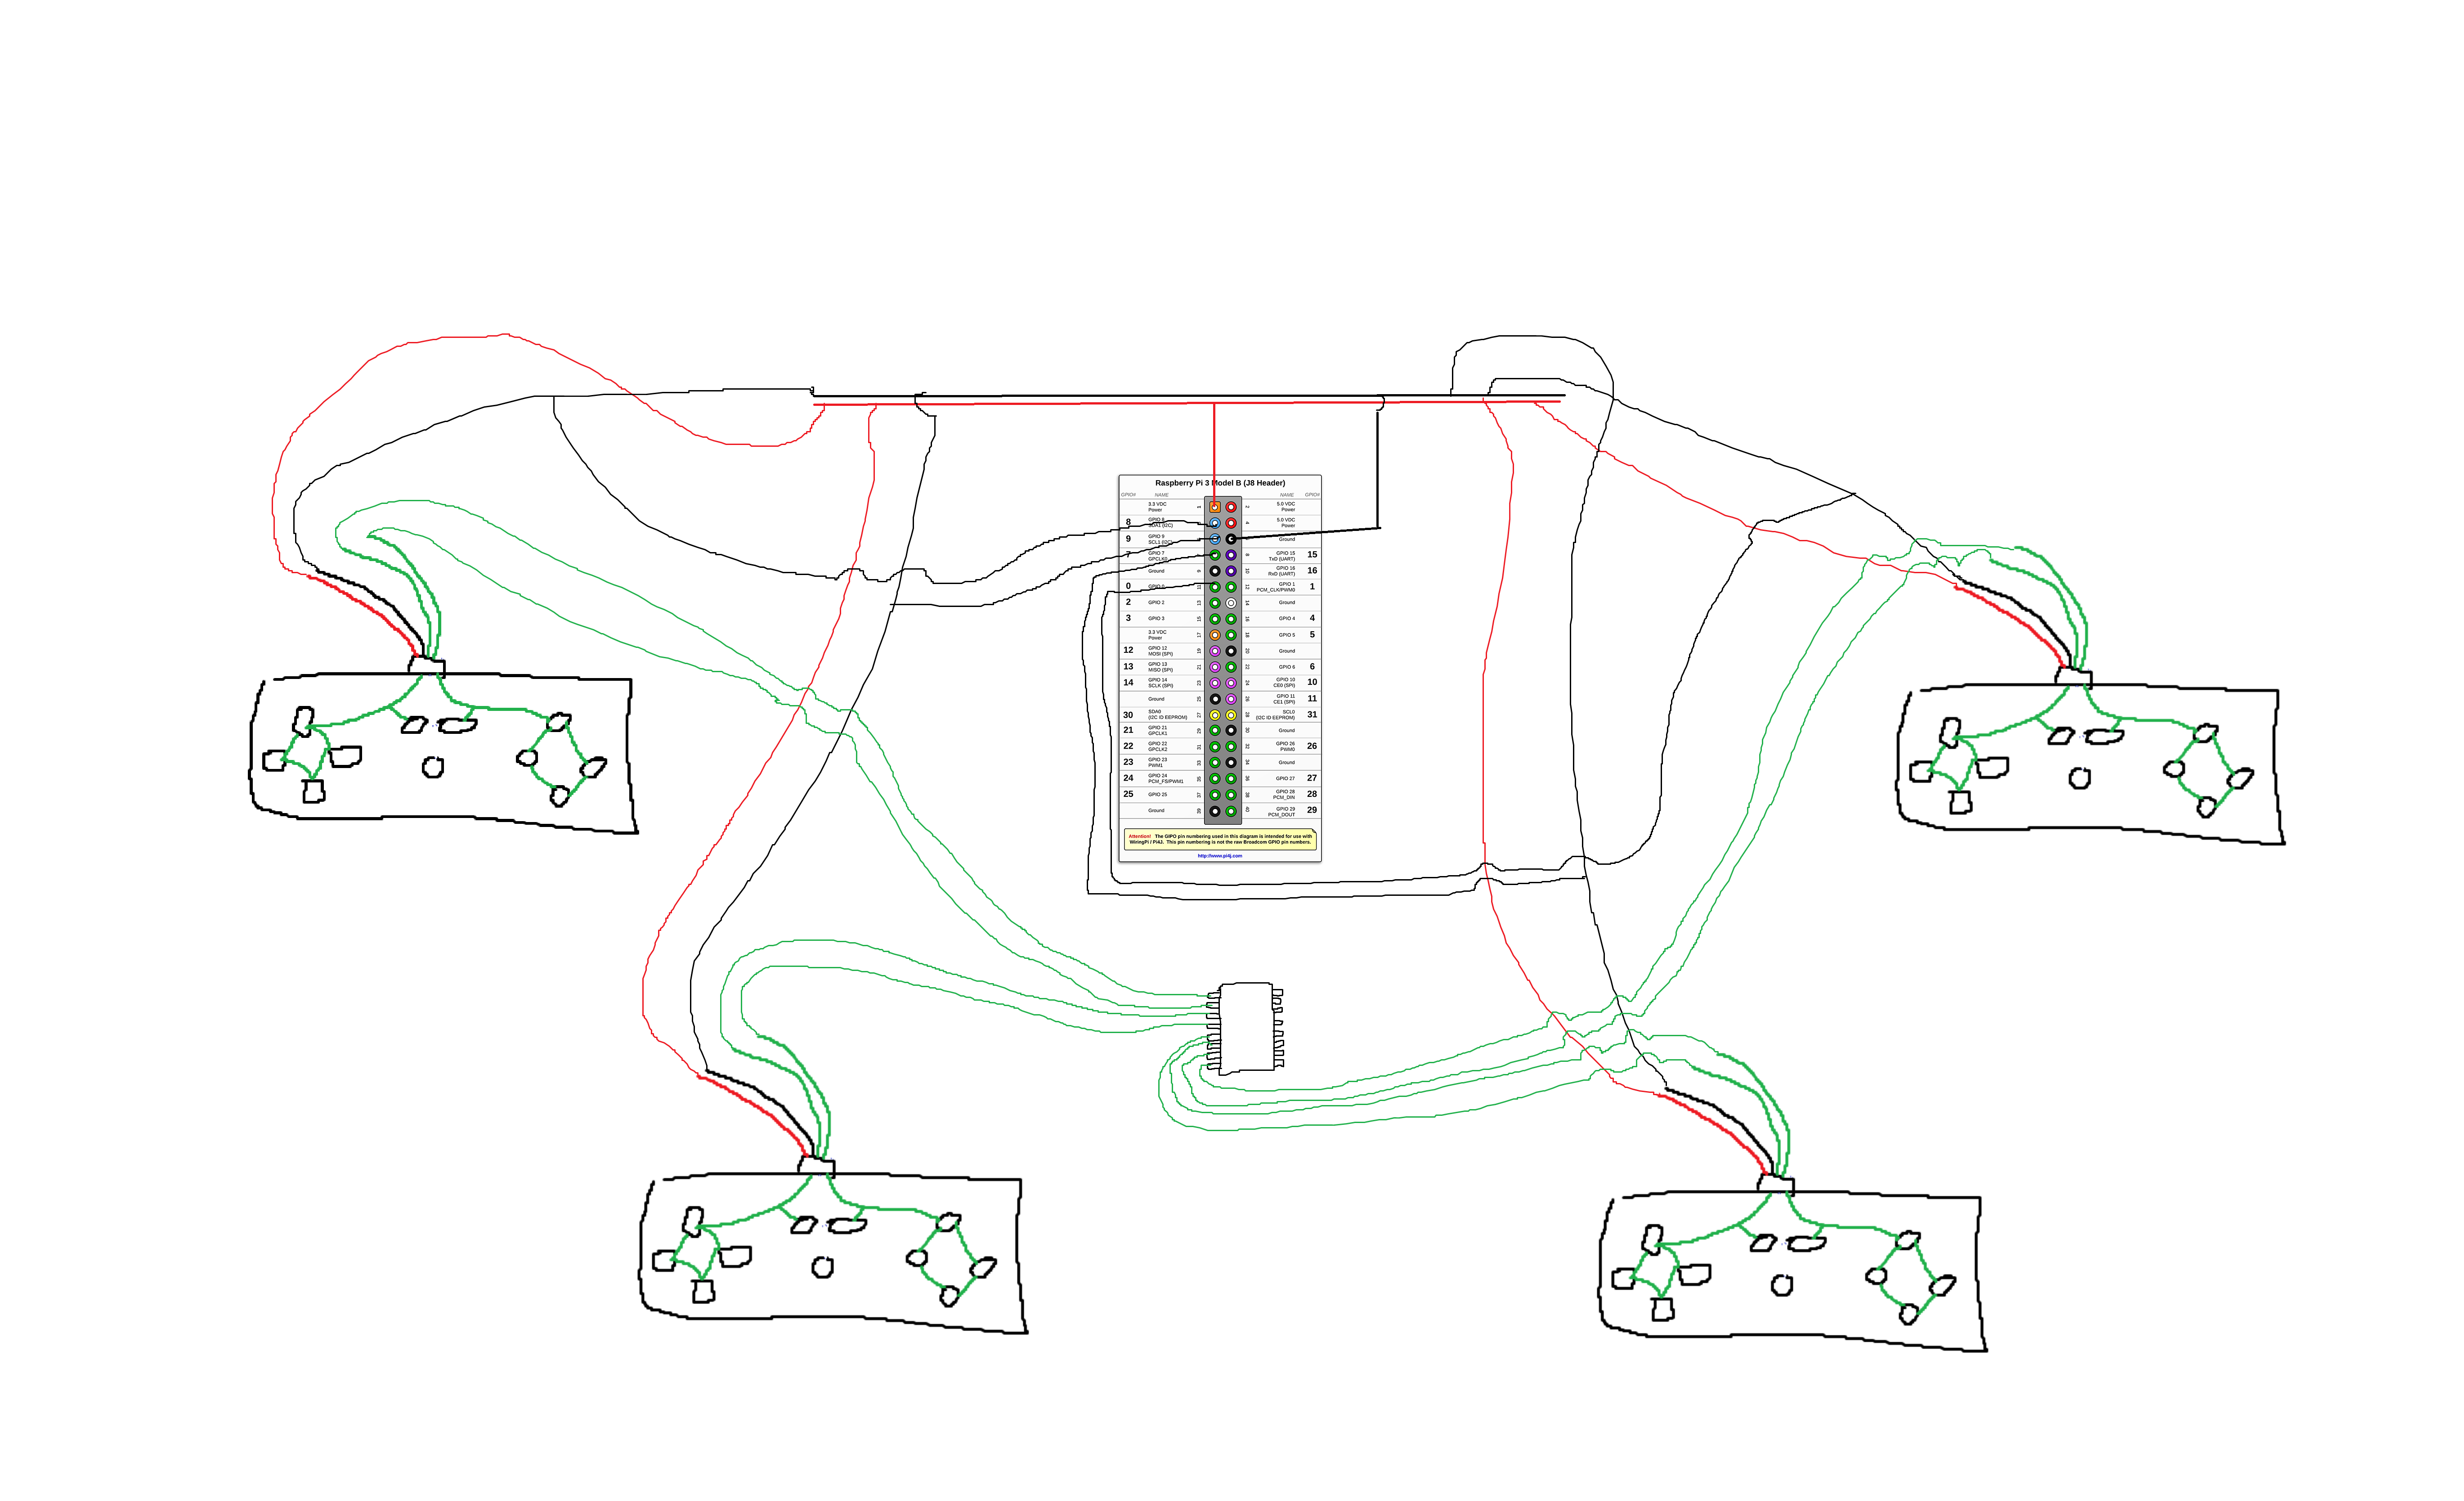 Raspberry Pi 3 Model B (J8 Header)
GPIO# NAME NAME GPIO#
3.3 VDC
Power 1 2 5.0 VDC
Power
8 GPIO 8
SDA1 (I2C) 4 5.0 VDC
Power
9 GPIO 9
SCL1 (I2C) Ground
7 GPIO 7
GPCLK0 8 GPIO 15
TxD (UART) 15
Ground 9 10 GPIO 16
RxD (UART) 16
0 GPIO 0 11 12 GPIO 1
PCM_CLK/PWM0 1
2 GPIO 2 13 14 Ground
3 GPIO 3 15 16 GPIO 4 4
3.3 VDC
Power 17 18 GPIO 5 5
12 GPIO 12
MOSI (SPI) 19 20 Ground
13 GPIO 13
MISO (SPI) 21 22 GPIO 6 6
14 GPIO 14
SCLK (SPI) 23 24 GPIO 10
CE0 (SPI) 10
Ground 25 26 GPIO 11
CE1 (SPI) 11
30 SDA0
(I2C ID EEPROM) 27 28 SCL0
(I2C ID EEPROM) 31
21 GPIO 21
GPCLK1 29 30 Ground
22 GPIO 22
GPCLK2 31 32 GPIO 26
PWM0 26
23 GPIO 23
PWM1 33 34 Ground
24 GPIO 24
PCM_FS/PWM1 35 36 GPIO 27 27
25 GPIO 25 37 38 GPIO 28
PCM_DIN 28
Ground 39 40 GPIO 29
PCM_DOUT 29
Attention! The GIPO pin numbering used in this diagram is intended for use with
WiringPi / Pi4J. This pin numbering is not the raw Broadcom GPIO pin numbers.
http://www.pi4j.com